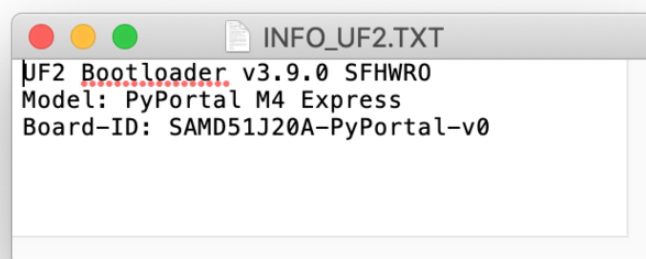 INFO_UF2.TXT
UF2 Bootloader v3.9.0 SFHWRO
Model: PyPortal M4 Express
Board-ID: SAMD51J20A-PyPortal-v0